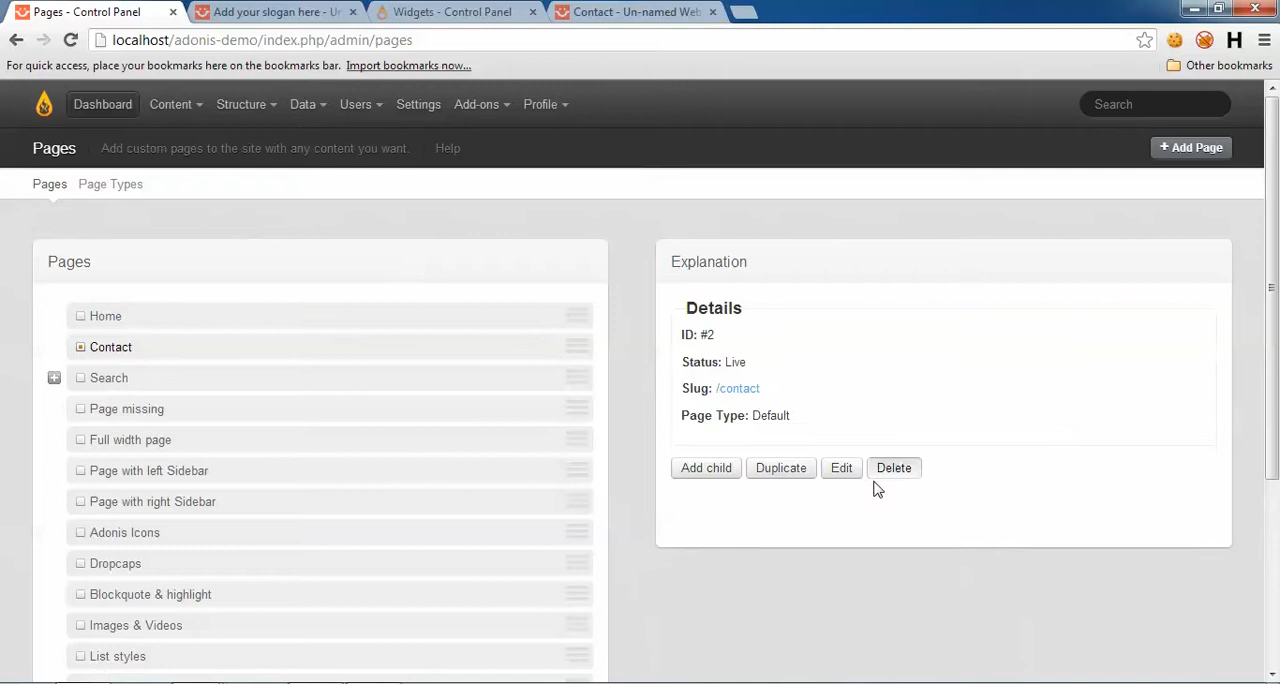 Pages - Control Panel
Add your slogan here - Ur
Widgets - Control Panel
Contact - Un-named Web
localhost/adonis-demo/index.php/admin/pages
For quick access, place your bookmarks here on the bookmarks bar. Import bookmarks now...
Other bookmarks
Dashboard Content Structure Data Users Settings Add-ons Profile Search
Pages Add custom pages to the site with any content you want. Help + Add Page
Pages Page Types
Pages
Home
Contact
Search
Page missing
Full width page
Page with left Sidebar
Page with right Sidebar
Adonis Icons
Dropcaps
Blockquote & highlight
Images & Videos
List styles
Explanation
Details
ID: #2
Status: Live
Slug: /contact
Page Type: Default
Add child Duplicate Edit Delete